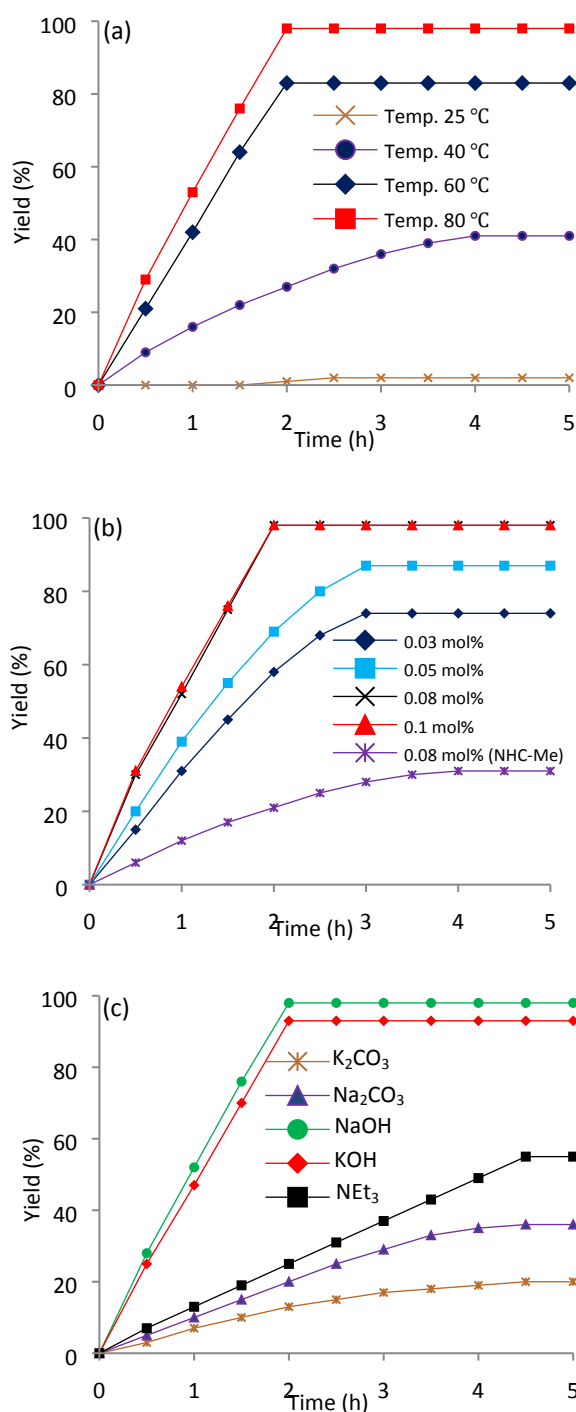 (a)
100
80
60
40
20
0
Yield (%)
Temp. 25 ℃
Temp. 40 ℃
Temp. 60 ℃
Temp. 80 ℃
0 1 2 3 4 5
Time (h)
(b)
100
80
60
40
20
0
Yield (%)
0.03 mol%
0.05 mol%
0.08 mol%
0.1 mol%
0.08 mol% (NHC-Me)
0 1 2 3 4 5
Time (h)
(c)
100
80
60
40
20
0
Yield (%)
K₂CO₃
Na₂CO₃
NaOH
KOH
NEt₃
0 1 2 3 4 5
Time (h)